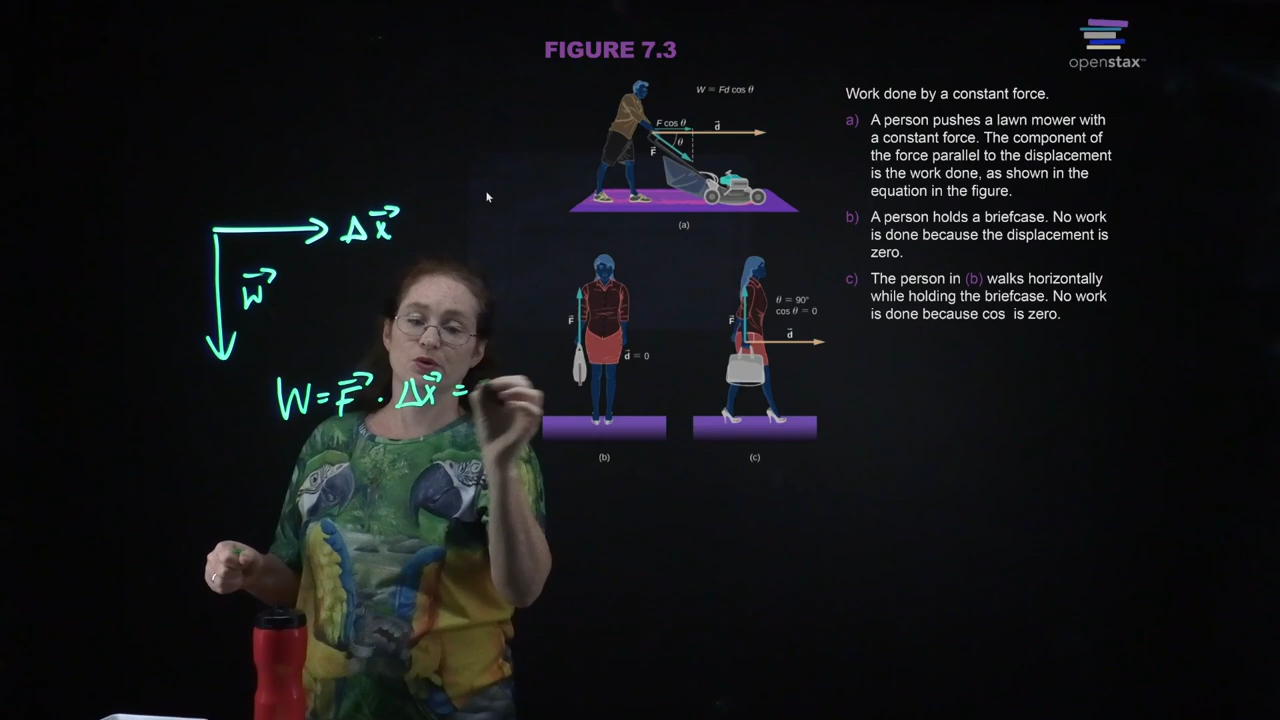 FIGURE 7.3
openstax™
W = Fd cos θ
F cos θ
d
θ
F
(a)
F
d = 0
(b)
θ = 90°
cos θ = 0
F
d
(c)
Work done by a constant force.
a) A person pushes a lawn mower with
a constant force. The component of
the force parallel to the displacement
is the work done, as shown in the
equation in the figure.
b) A person holds a briefcase. No work
is done because the displacement is
zero.
c) The person in (b) walks horizontally
while holding the briefcase. No work
is done because cos is zero.
Δx
W
W = F · Δx =